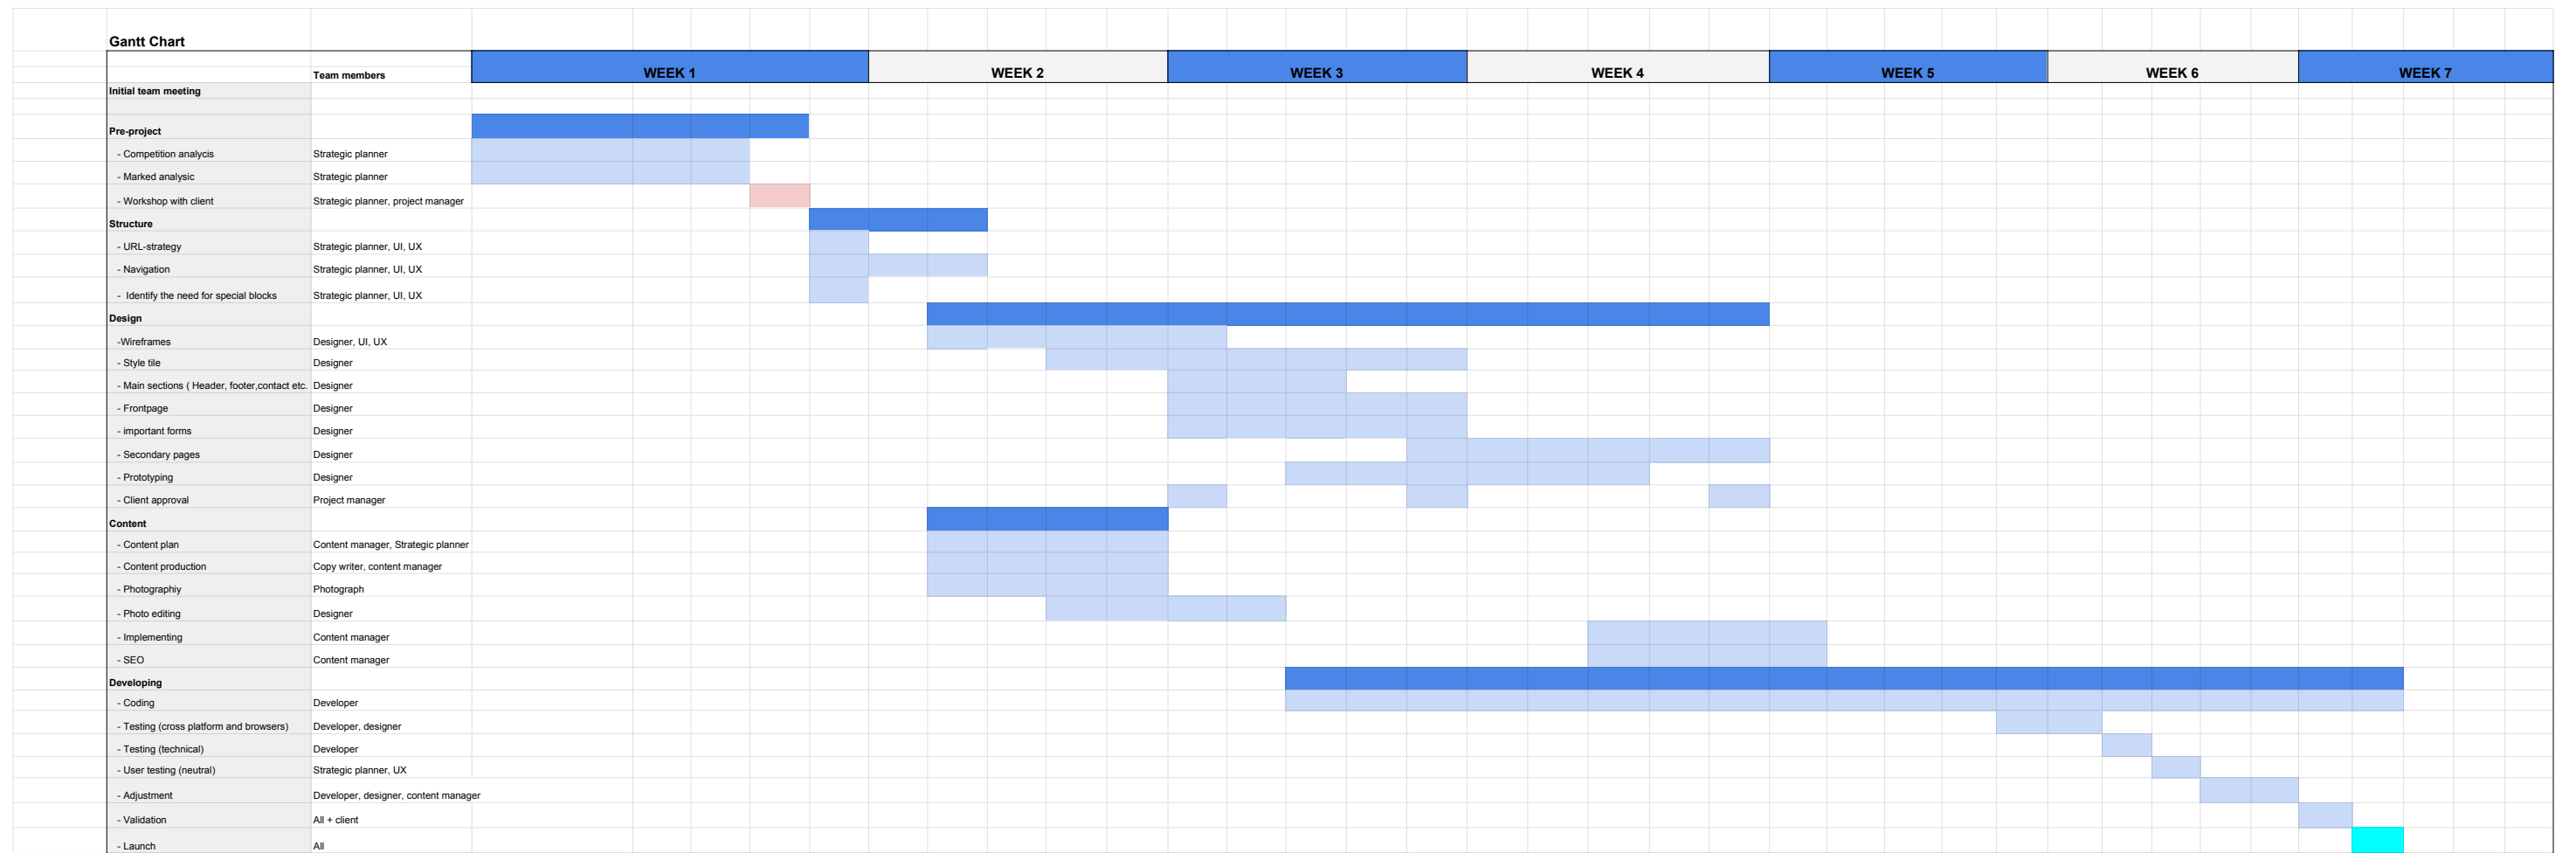 Gantt Chart
Team members WEEK 1 WEEK 2 WEEK 3 WEEK 4 WEEK 5 WEEK 6 WEEK 7
Initial team meeting
Pre-project
- Competition analycis Strategic planner
- Marked analysic Strategic planner
- Workshop with client Strategic planner, project manager
Structure
- URL-strategy Strategic planner, UI, UX
- Navigation Strategic planner, UI, UX
- Identify the need for special blocks Strategic planner, UI, UX
Design
-Wireframes Designer, UI, UX
- Style tile Designer
- Main sections ( Header, footer,contact etc. Designer
- Frontpage Designer
- important forms Designer
- Secondary pages Designer
- Prototyping Designer
- Client approval Project manager
Content
- Content plan Content manager, Strategic planner
- Content production Copy writer, content manager
- Photographiy Photograph
- Photo editing Designer
- Implementing Content manager
- SEO Content manager
Developing
- Coding Developer
- Testing (cross platform and browsers) Developer, designer
- Testing (technical) Developer
- User testing (neutral) Strategic planner, UX
- Adjustment Developer, designer, content manager
- Validation All + client
- Launch All